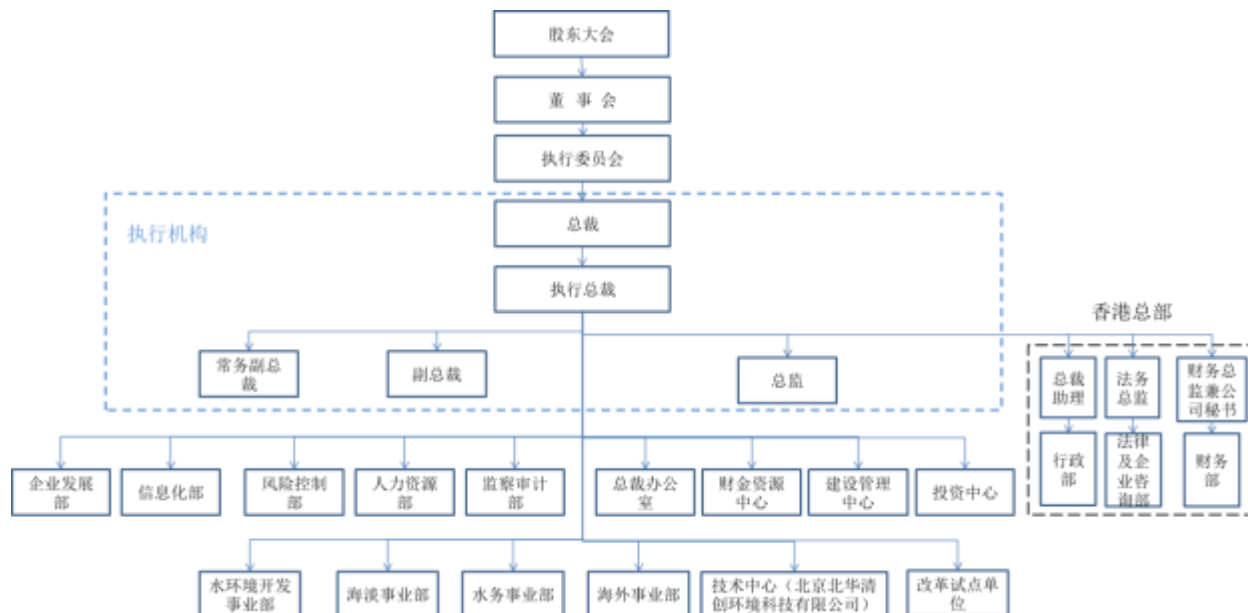 股东大会
董 事 会
执行委员会
执行机构
总裁
执行总裁
香港总部
常务副总
裁
副总裁
总监
总裁
助理
法务
总监
财务总
监兼公
司秘书
行政
部
法律
及企
业咨
询部
财务
部
企业发展
部
信息化部
风险控制
部
人力资源
部
监察审计
部
总裁办公
室
财金资源
中心
建设管理
中心
投资中心
水环境开发
事业部
海淡事业部
水务事业部
海外事业部
技术中心（北京北华清
创环境科技有限公司）
改革试点单
位